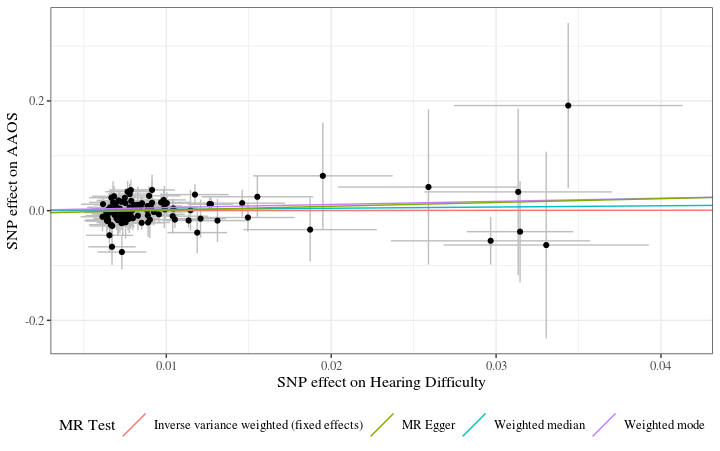 SNP effect on AAOS
0.2
0.0
-0.2
0.01 0.02 0.03 0.04
SNP effect on Hearing Difficulty
MR Test Inverse variance weighted (fixed effects) MR Egger Weighted median Weighted mode